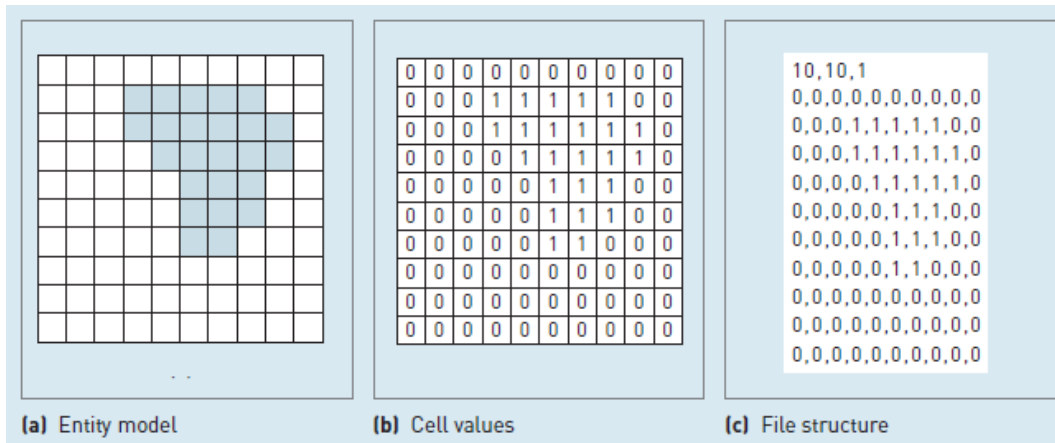 0 0 0 0 0 0 0 0 0 0
0 0 0 1 1 1 1 1 0 0
0 0 0 1 1 1 1 1 1 0
0 0 0 0 1 1 1 1 1 0
0 0 0 0 0 1 1 1 0 0
0 0 0 0 0 1 1 1 0 0
0 0 0 0 0 1 1 0 0 0
0 0 0 0 0 0 0 0 0 0
0 0 0 0 0 0 0 0 0 0
0 0 0 0 0 0 0 0 0 0
10,10,1
0,0,0,0,0,0,0,0,0,0
0,0,0,1,1,1,1,1,0,0
0,0,0,1,1,1,1,1,1,0
0,0,0,0,1,1,1,1,1,0
0,0,0,0,0,1,1,1,0,0
0,0,0,0,0,1,1,1,0,0
0,0,0,0,0,1,1,0,0,0
0,0,0,0,0,0,0,0,0,0
0,0,0,0,0,0,0,0,0,0
0,0,0,0,0,0,0,0,0,0
(a) Entity model
(b) Cell values
(c) File structure